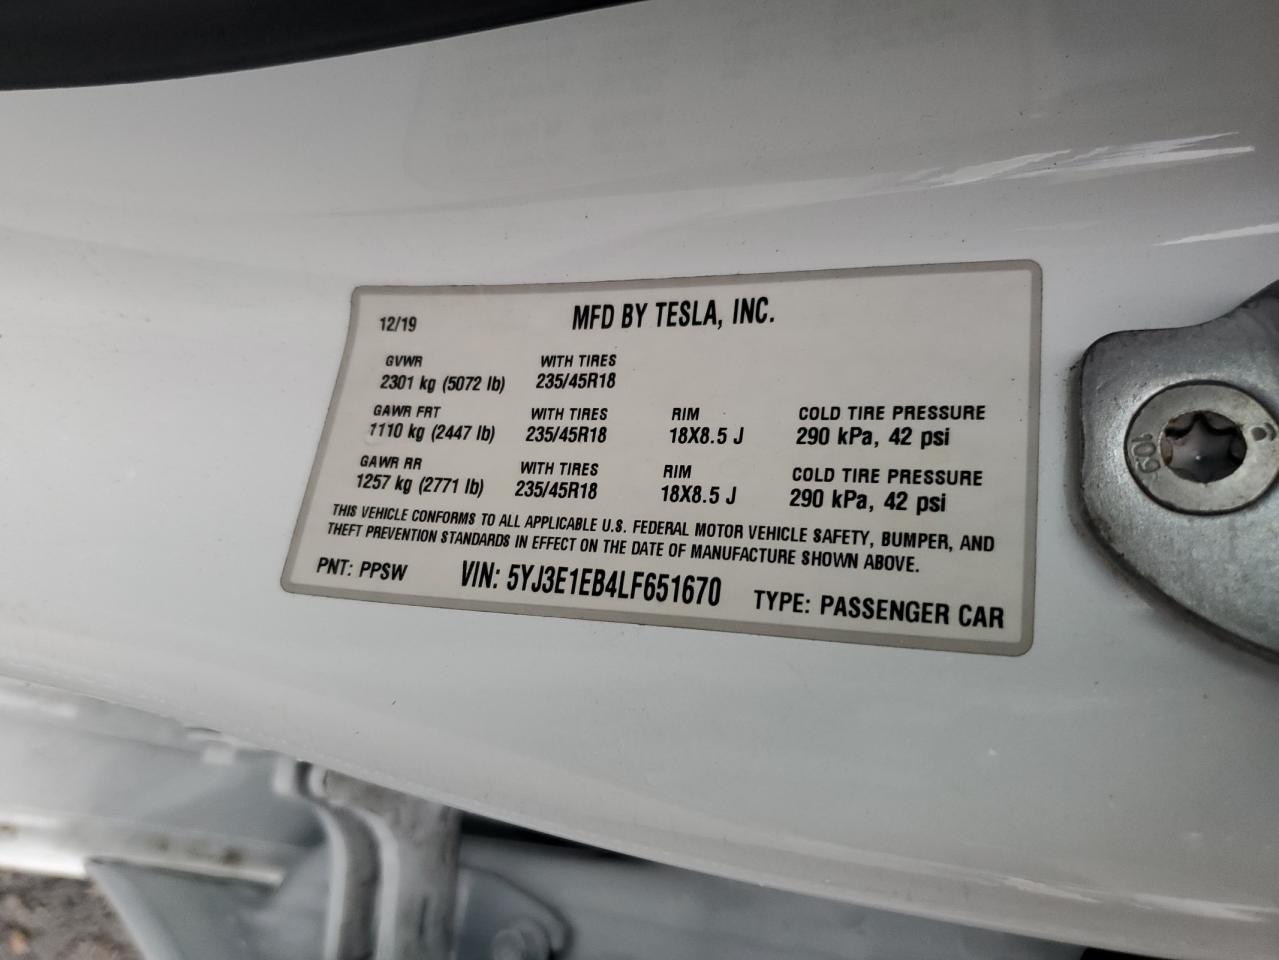 MFD BY TESLA, INC.
12/19
GVWR WITH TIRES
2301 kg (5072 lb) 235/45R18
GAWR FRT WITH TIRES RIM COLD TIRE PRESSURE
1110 kg (2447 lb) 235/45R18 18X8.5 J 290 kPa, 42 psi
GAWR RR WITH TIRES RIM COLD TIRE PRESSURE
1257 kg (2771 lb) 235/45R18 18X8.5 J 290 kPa, 42 psi
THIS VEHICLE CONFORMS TO ALL APPLICABLE U.S. FEDERAL MOTOR VEHICLE SAFETY, BUMPER, AND
THEFT PREVENTION STANDARDS IN EFFECT ON THE DATE OF MANUFACTURE SHOWN ABOVE.
PNT: PPSW VIN: 5YJ3E1EB4LF651670 TYPE: PASSENGER CAR
10.9